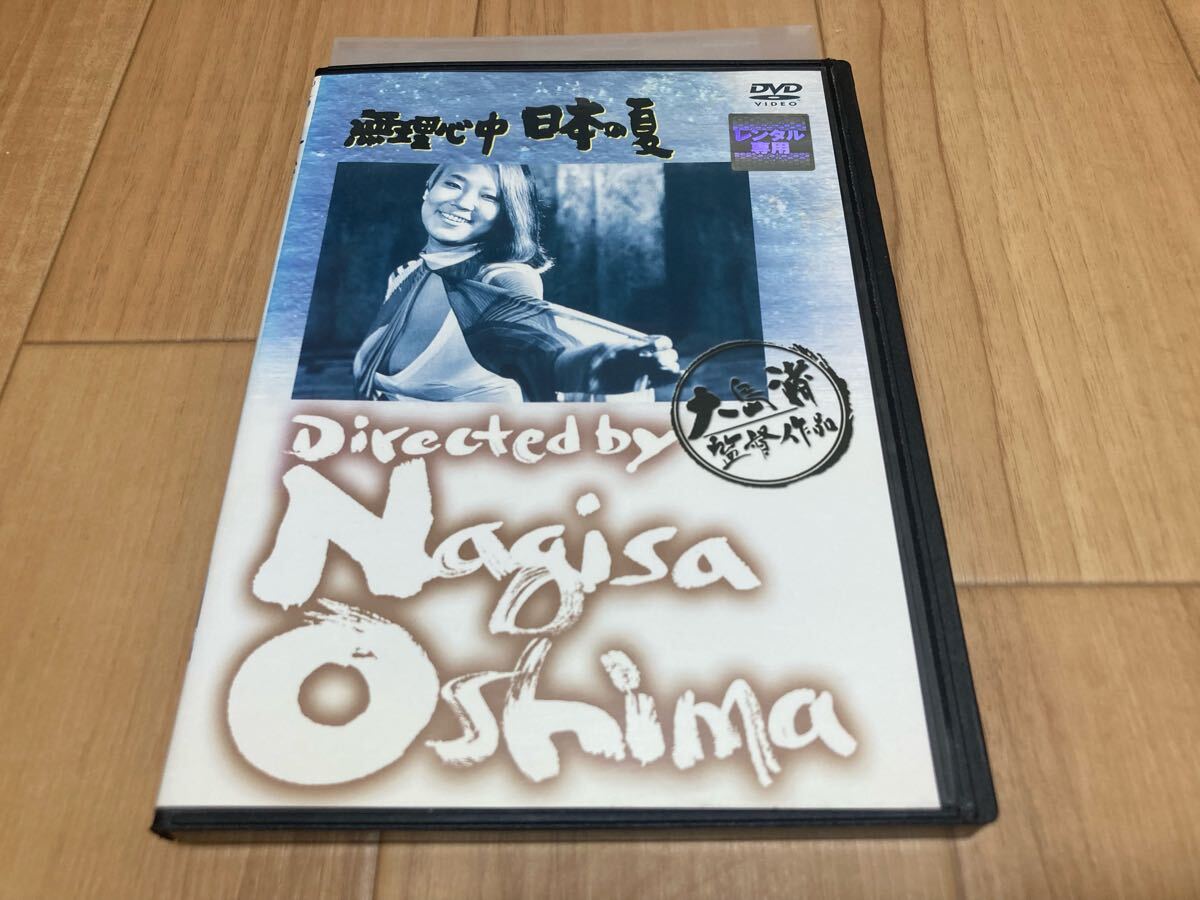 DVD
VIDEO
無理心中 日本の夏
レンタル
専用
大島渚
監督作品
Directed by
Nagisa
Oshima